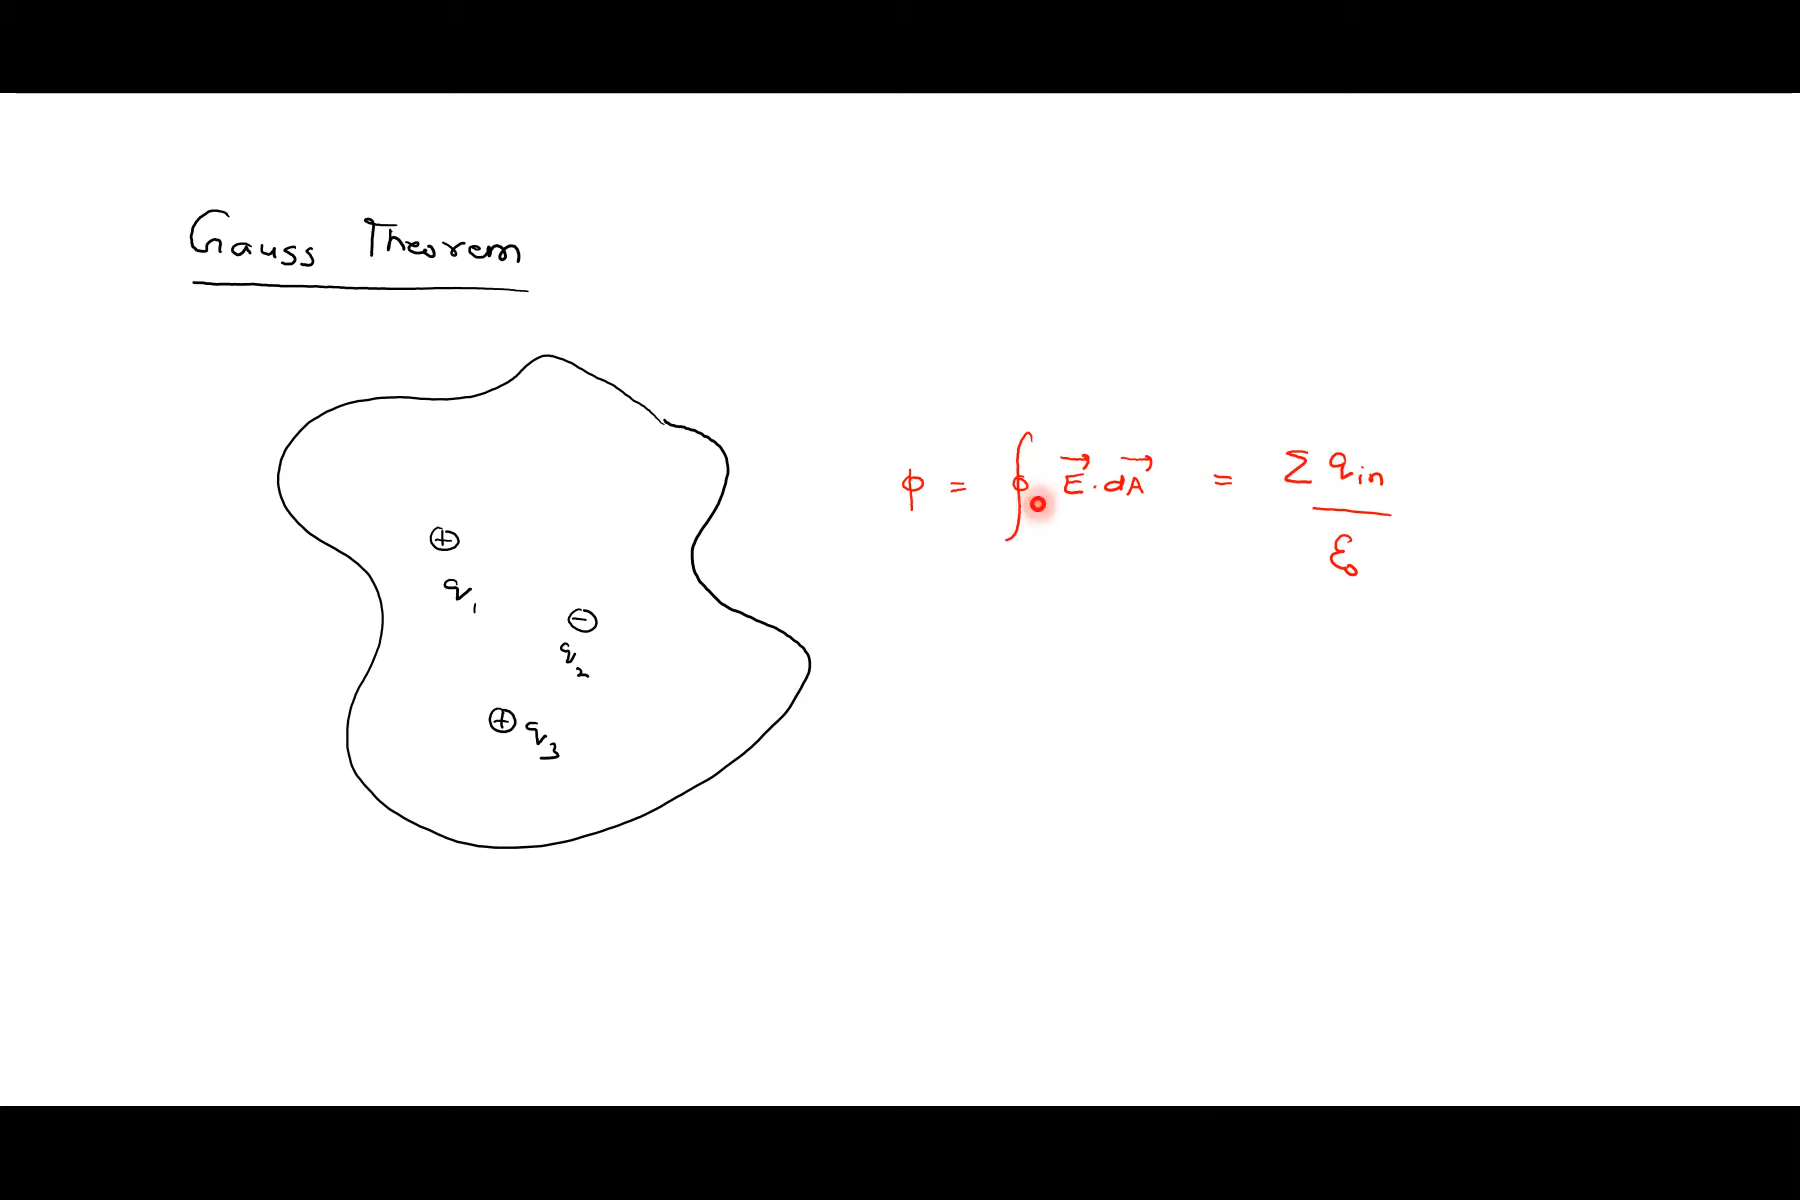 Gauss Theorem
ϕ = ∮ E⃗ · dA⃗ = Σ qin / ε₀
+
q₁
−
q₂
+ q₃